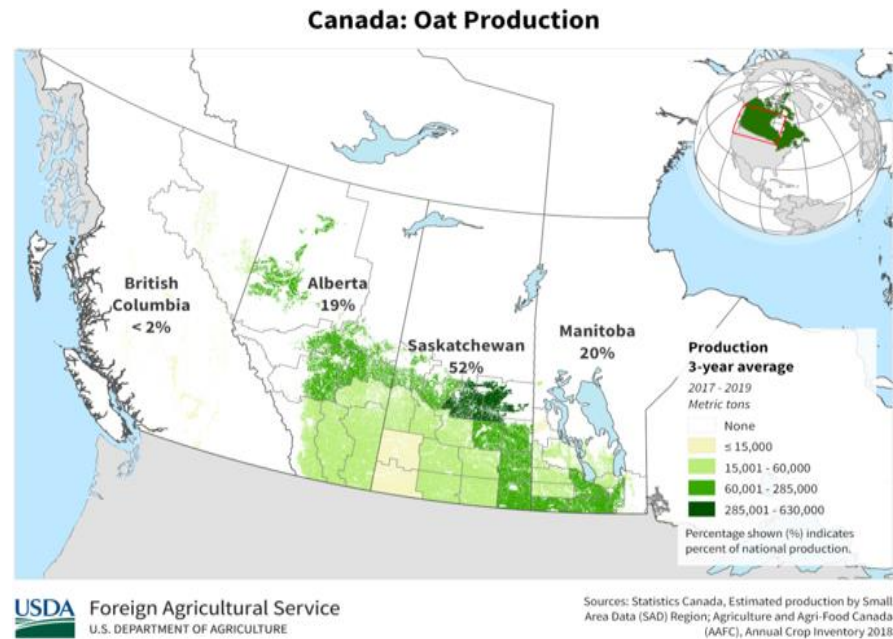 Canada: Oat Production
British
Columbia
< 2%
Alberta
19%
Saskatchewan
52%
Manitoba
20%
Production
3-year average
2017 - 2019
Metric tons
None
≤ 15,000
15,001 - 60,000
60,001 - 285,000
285,001 - 630,000
Percentage shown (%) indicates
percent of national production.
USDA
Foreign Agricultural Service
U.S. DEPARTMENT OF AGRICULTURE
Sources: Statistics Canada, Estimated production by Small
Area Data (SAD) Region; Agriculture and Agri-Food Canada
(AAFC), Annual Crop Inventory 2018